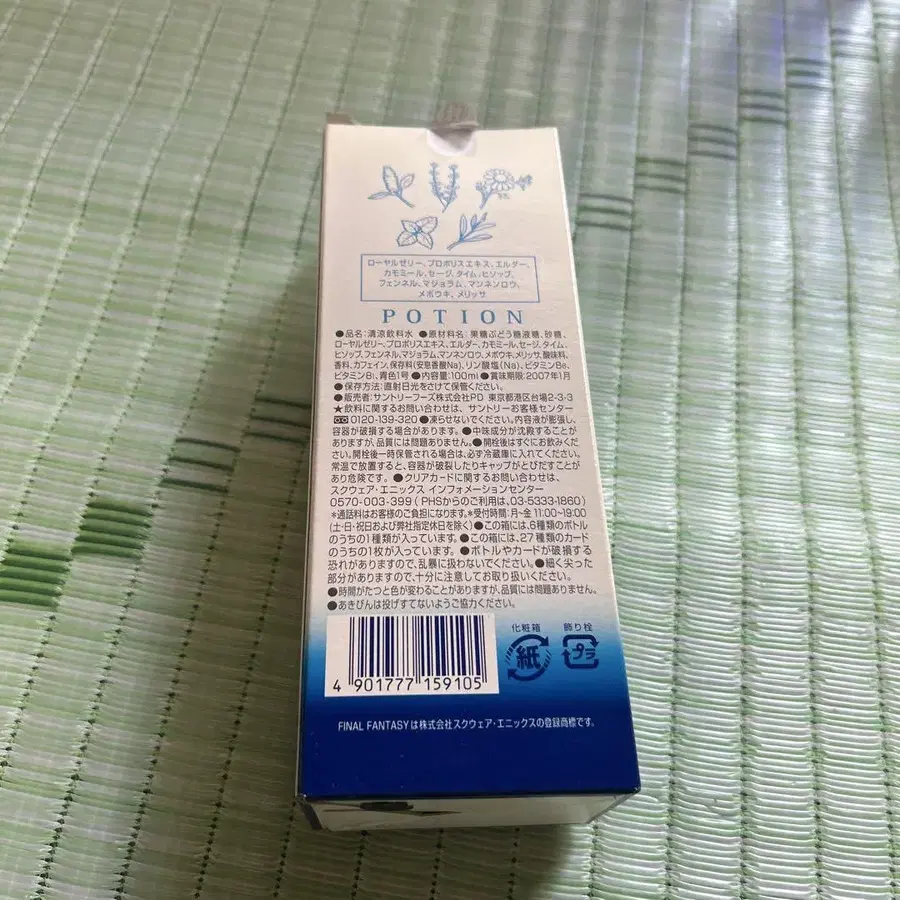 ローヤルゼリー、プロポリスエキス、エルダー、
カモミール、セージ、タイム、ヒソップ、
フェンネル、マジョラム、マンネンロウ、
メボウキ、メリッサ
POTION
●品名:清涼飲料水 ●原材料名:果糖ぶどう糖液糖、砂糖、
ローヤルゼリー、プロポリスエキス、エルダー、カモミール、セージ、タイム、
ヒソップ、フェンネル、マジョラム、マンネンロウ、メボウキ、メリッサ、酸味料、
香料、カフェイン、保存料(安息香酸Na)、リン酸塩(Na)、ビタミンB₆、
ビタミンB₁、青色1号 ●内容量:100ml ●賞味期限:2007年1月
●保存方法:直射日光をさけて保管ください。
●販売者:サントリーフーズ株式会社PD 東京都港区台場2-3-3
★飲料に関するお問い合わせは、サントリーお客様センター
0120-139-320 ●凍らせないでください。内容液が膨張し、
容器が破損する場合があります。●中味成分が沈殿することが
ありますが、品質には問題ありません。●開栓後はすぐにお飲みくだ
さい。開栓後一時保管される場合は、必ず冷蔵庫に入れてください。
常温で放置すると、容器が破裂したりキャップがとびだすことがあ
り危険です。●クリアカードに関するお問い合わせは、
スクウェア・エニックス インフォメーションセンター
0570-003-399(PHSからのご利用は、03-5333-1860)
*通話料はお客様のご負担になります。*受付時間:月~金 11:00~19:00
(土・日・祝日および弊社指定休日を除く)●この箱には、6種類のボトル
のうちの1種類が入っています。●この箱には、27種類のカード
のうちの1枚が入っています。●ボトルやカードが破損する
恐れがありますので、乱暴に扱わないでください。●細く尖った
部分がありますので、十分に注意してお取り扱いください。
●時間がたつと色が変わることがありますが、品質には問題ありません。
●あきびんは投げすてないようご協力ください。
化粧箱 飾り栓
紙 プラ
4 901777 159105
FINAL FANTASYは株式会社スクウェア・エニックスの登録商標です。